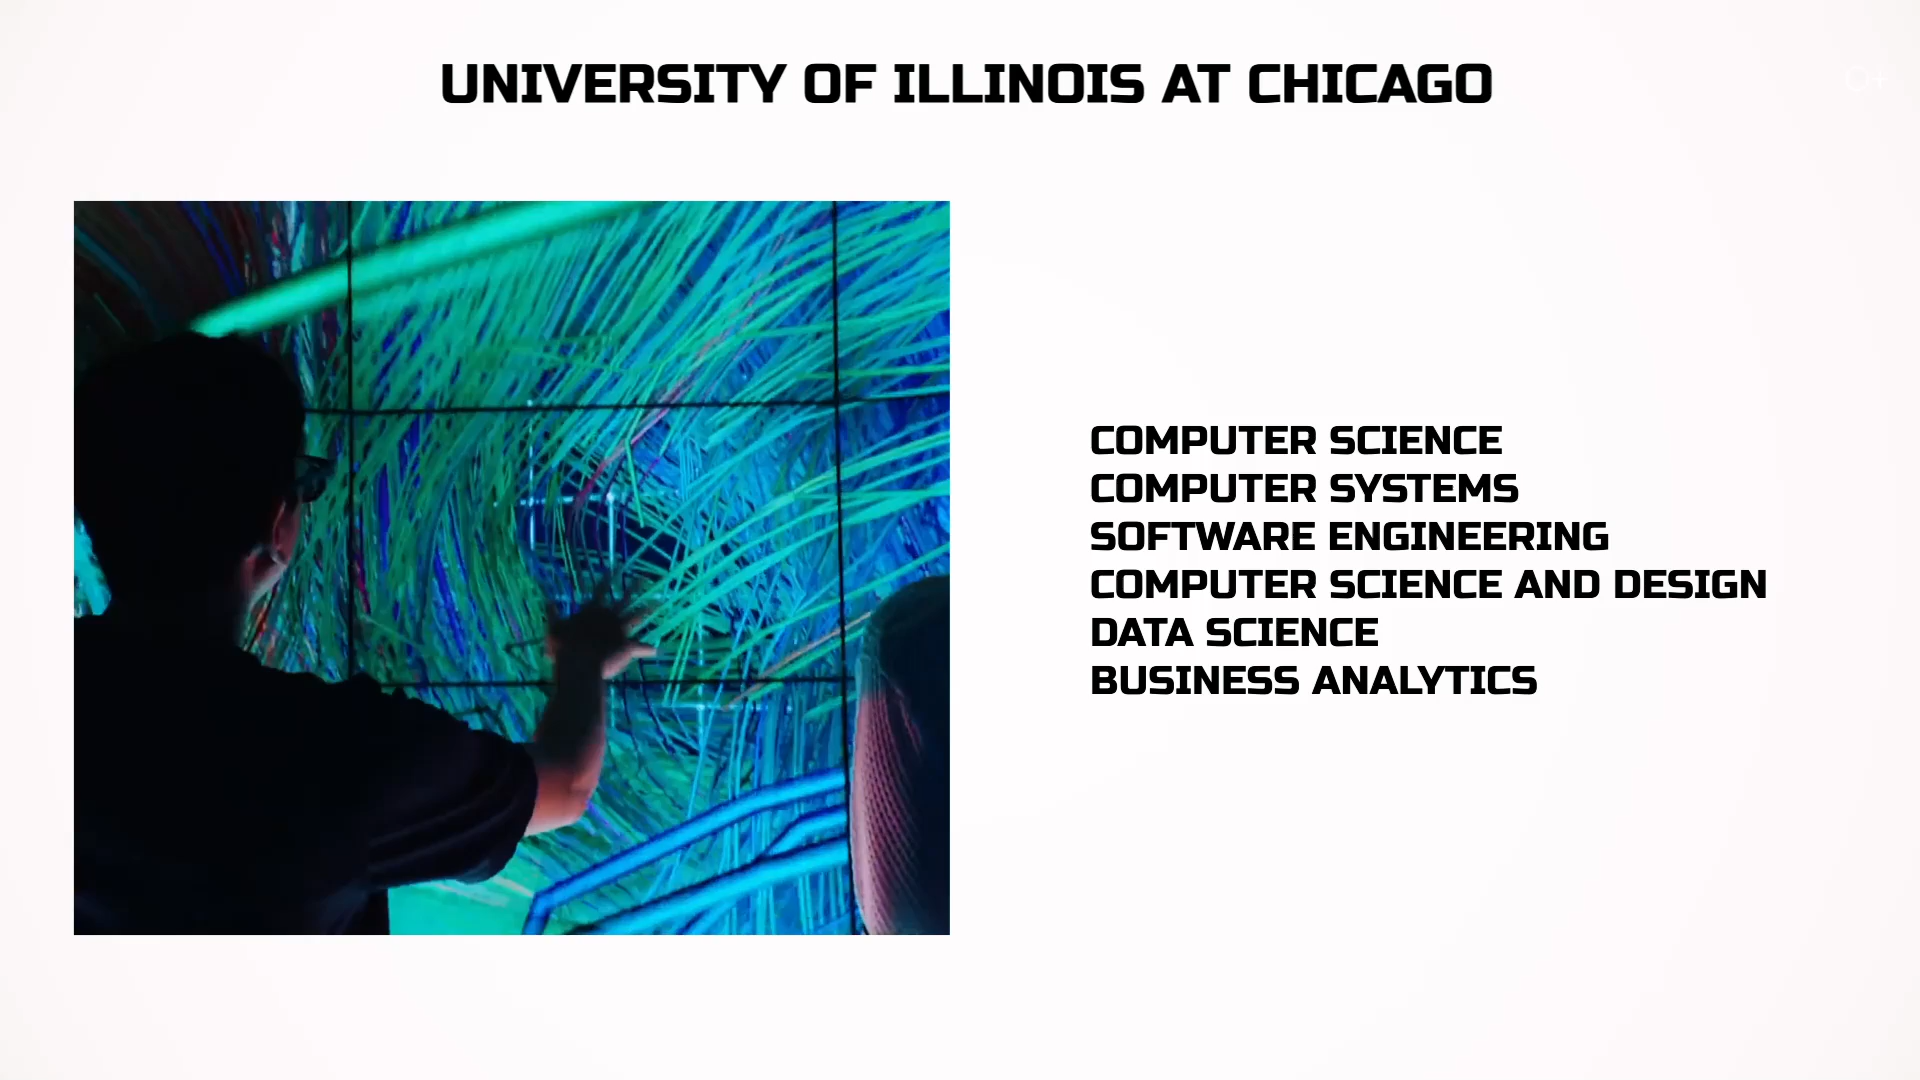 UNIVERSITY OF ILLINOIS AT CHICAGO
COMPUTER SCIENCE
COMPUTER SYSTEMS
SOFTWARE ENGINEERING
COMPUTER SCIENCE AND DESIGN
DATA SCIENCE
BUSINESS ANALYTICS